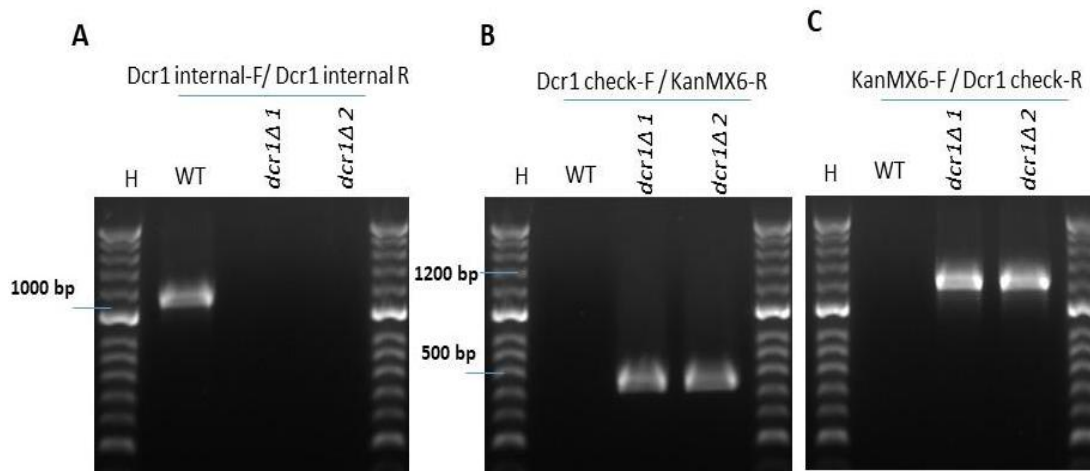 A
Dcr1 internal-F/ Dcr1 internal R
H
WT
dcr1Δ 1
dcr1Δ 2
1000 bp
B
Dcr1 check-F / KanMX6-R
H
WT
dcr1Δ 1
dcr1Δ 2
1200 bp
500 bp
C
KanMX6-F / Dcr1 check-R
H
WT
dcr1Δ 1
dcr1Δ 2